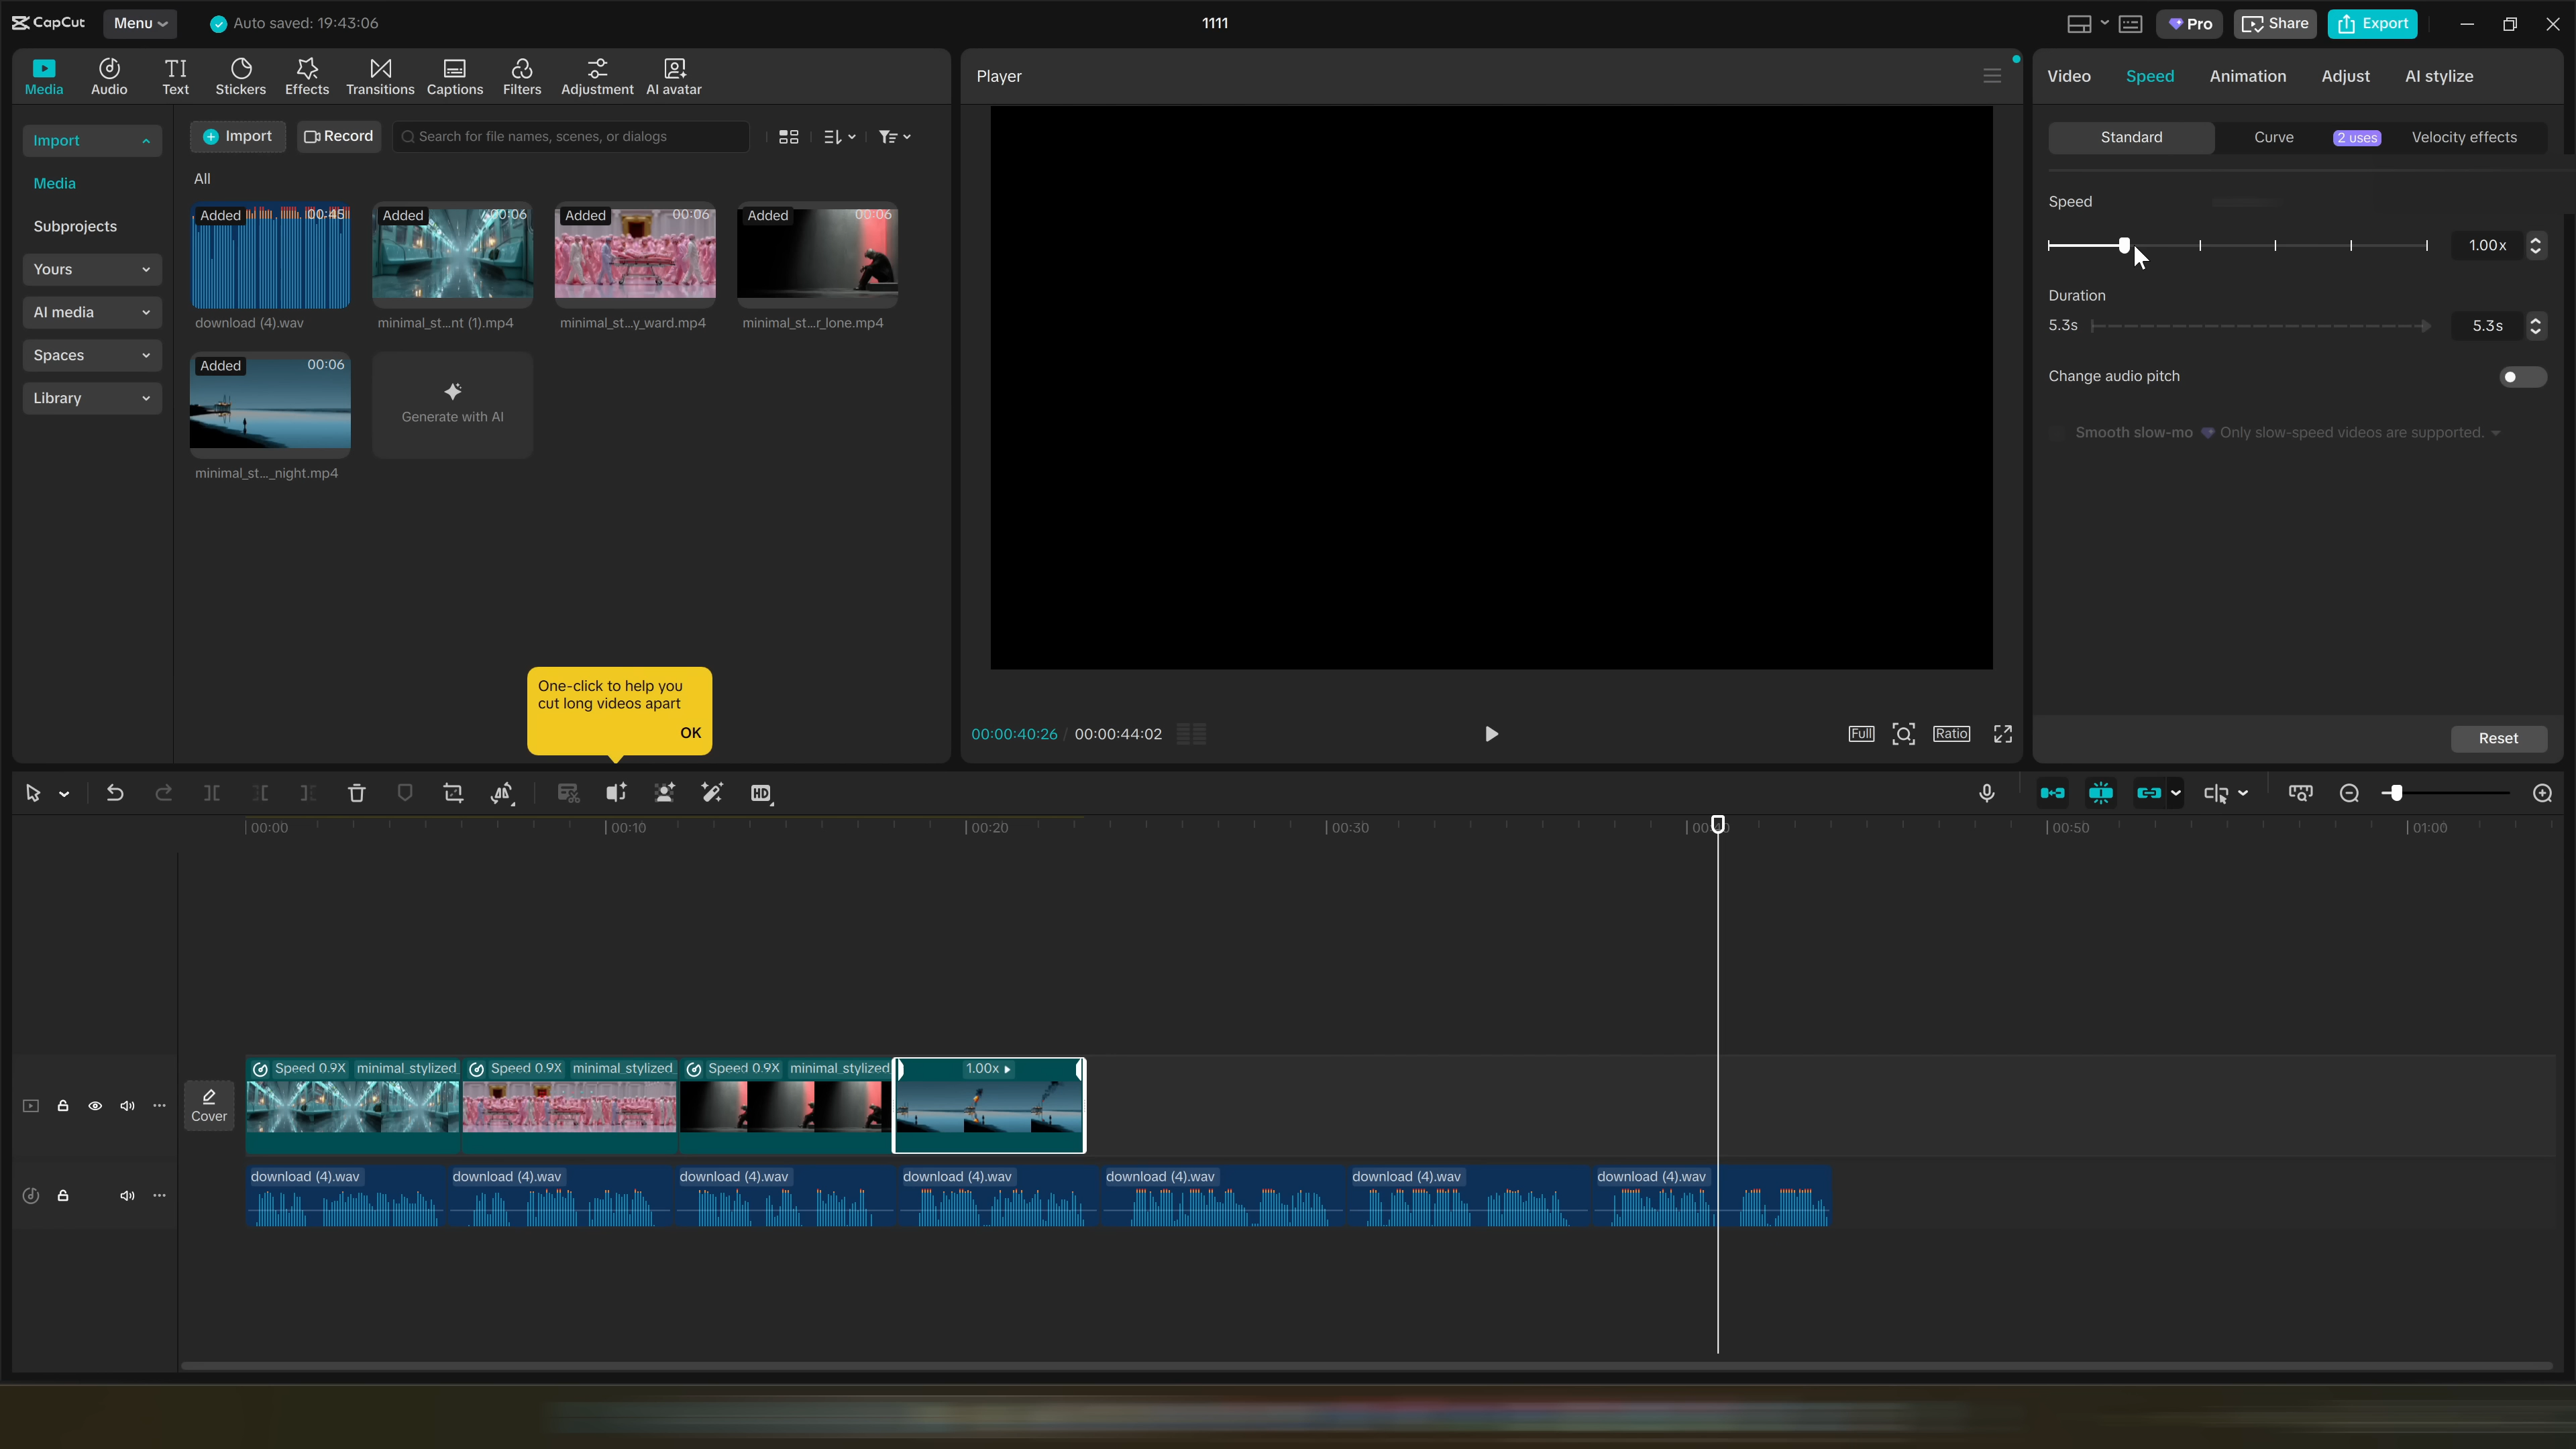 CapCut
Menu
Auto saved: 19:43:06
1111
Pro
Share
Export
Media
Audio
Text
Stickers
Effects
Transitions
Captions
Filters
Adjustment
AI avatar
Player
Video
Speed
Animation
Adjust
AI stylize
Import
Media
Subprojects
Yours
AI media
Spaces
Library
Import
Record
Search for file names, scenes, or dialogs
All
Added 00:45
download (4).wav
Added 00:06
minimal_st...nt (1).mp4
Added 00:06
minimal_st...y_ward.mp4
Added 00:06
minimal_st...r_lone.mp4
Added 00:06
minimal_st..._night.mp4
Generate with AI
One-click to help you
cut long videos apart
OK
00:00:40:26 / 00:00:44:02
Full
Ratio
Standard
Curve
2 uses
Velocity effects
Speed
1.00x
Duration
5.3s
5.3s
Change audio pitch
Smooth slow-mo Only slow-speed videos are supported.
Reset
HD
00:00 00:10 00:20 00:30 00:40 00:50 01:00
Cover
Speed 0.9X minimal_stylized
Speed 0.9X minimal_stylized
Speed 0.9X minimal_stylized
1.00x
download (4).wav
download (4).wav
download (4).wav
download (4).wav
download (4).wav
download (4).wav
download (4).wav